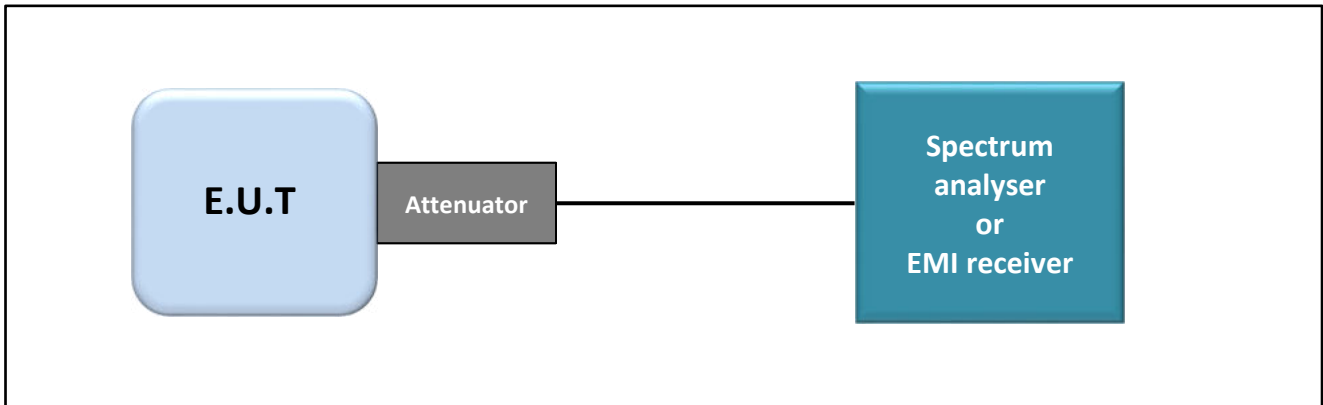 E.U.T
Attenuator
Spectrum
analyser
or
EMI receiver